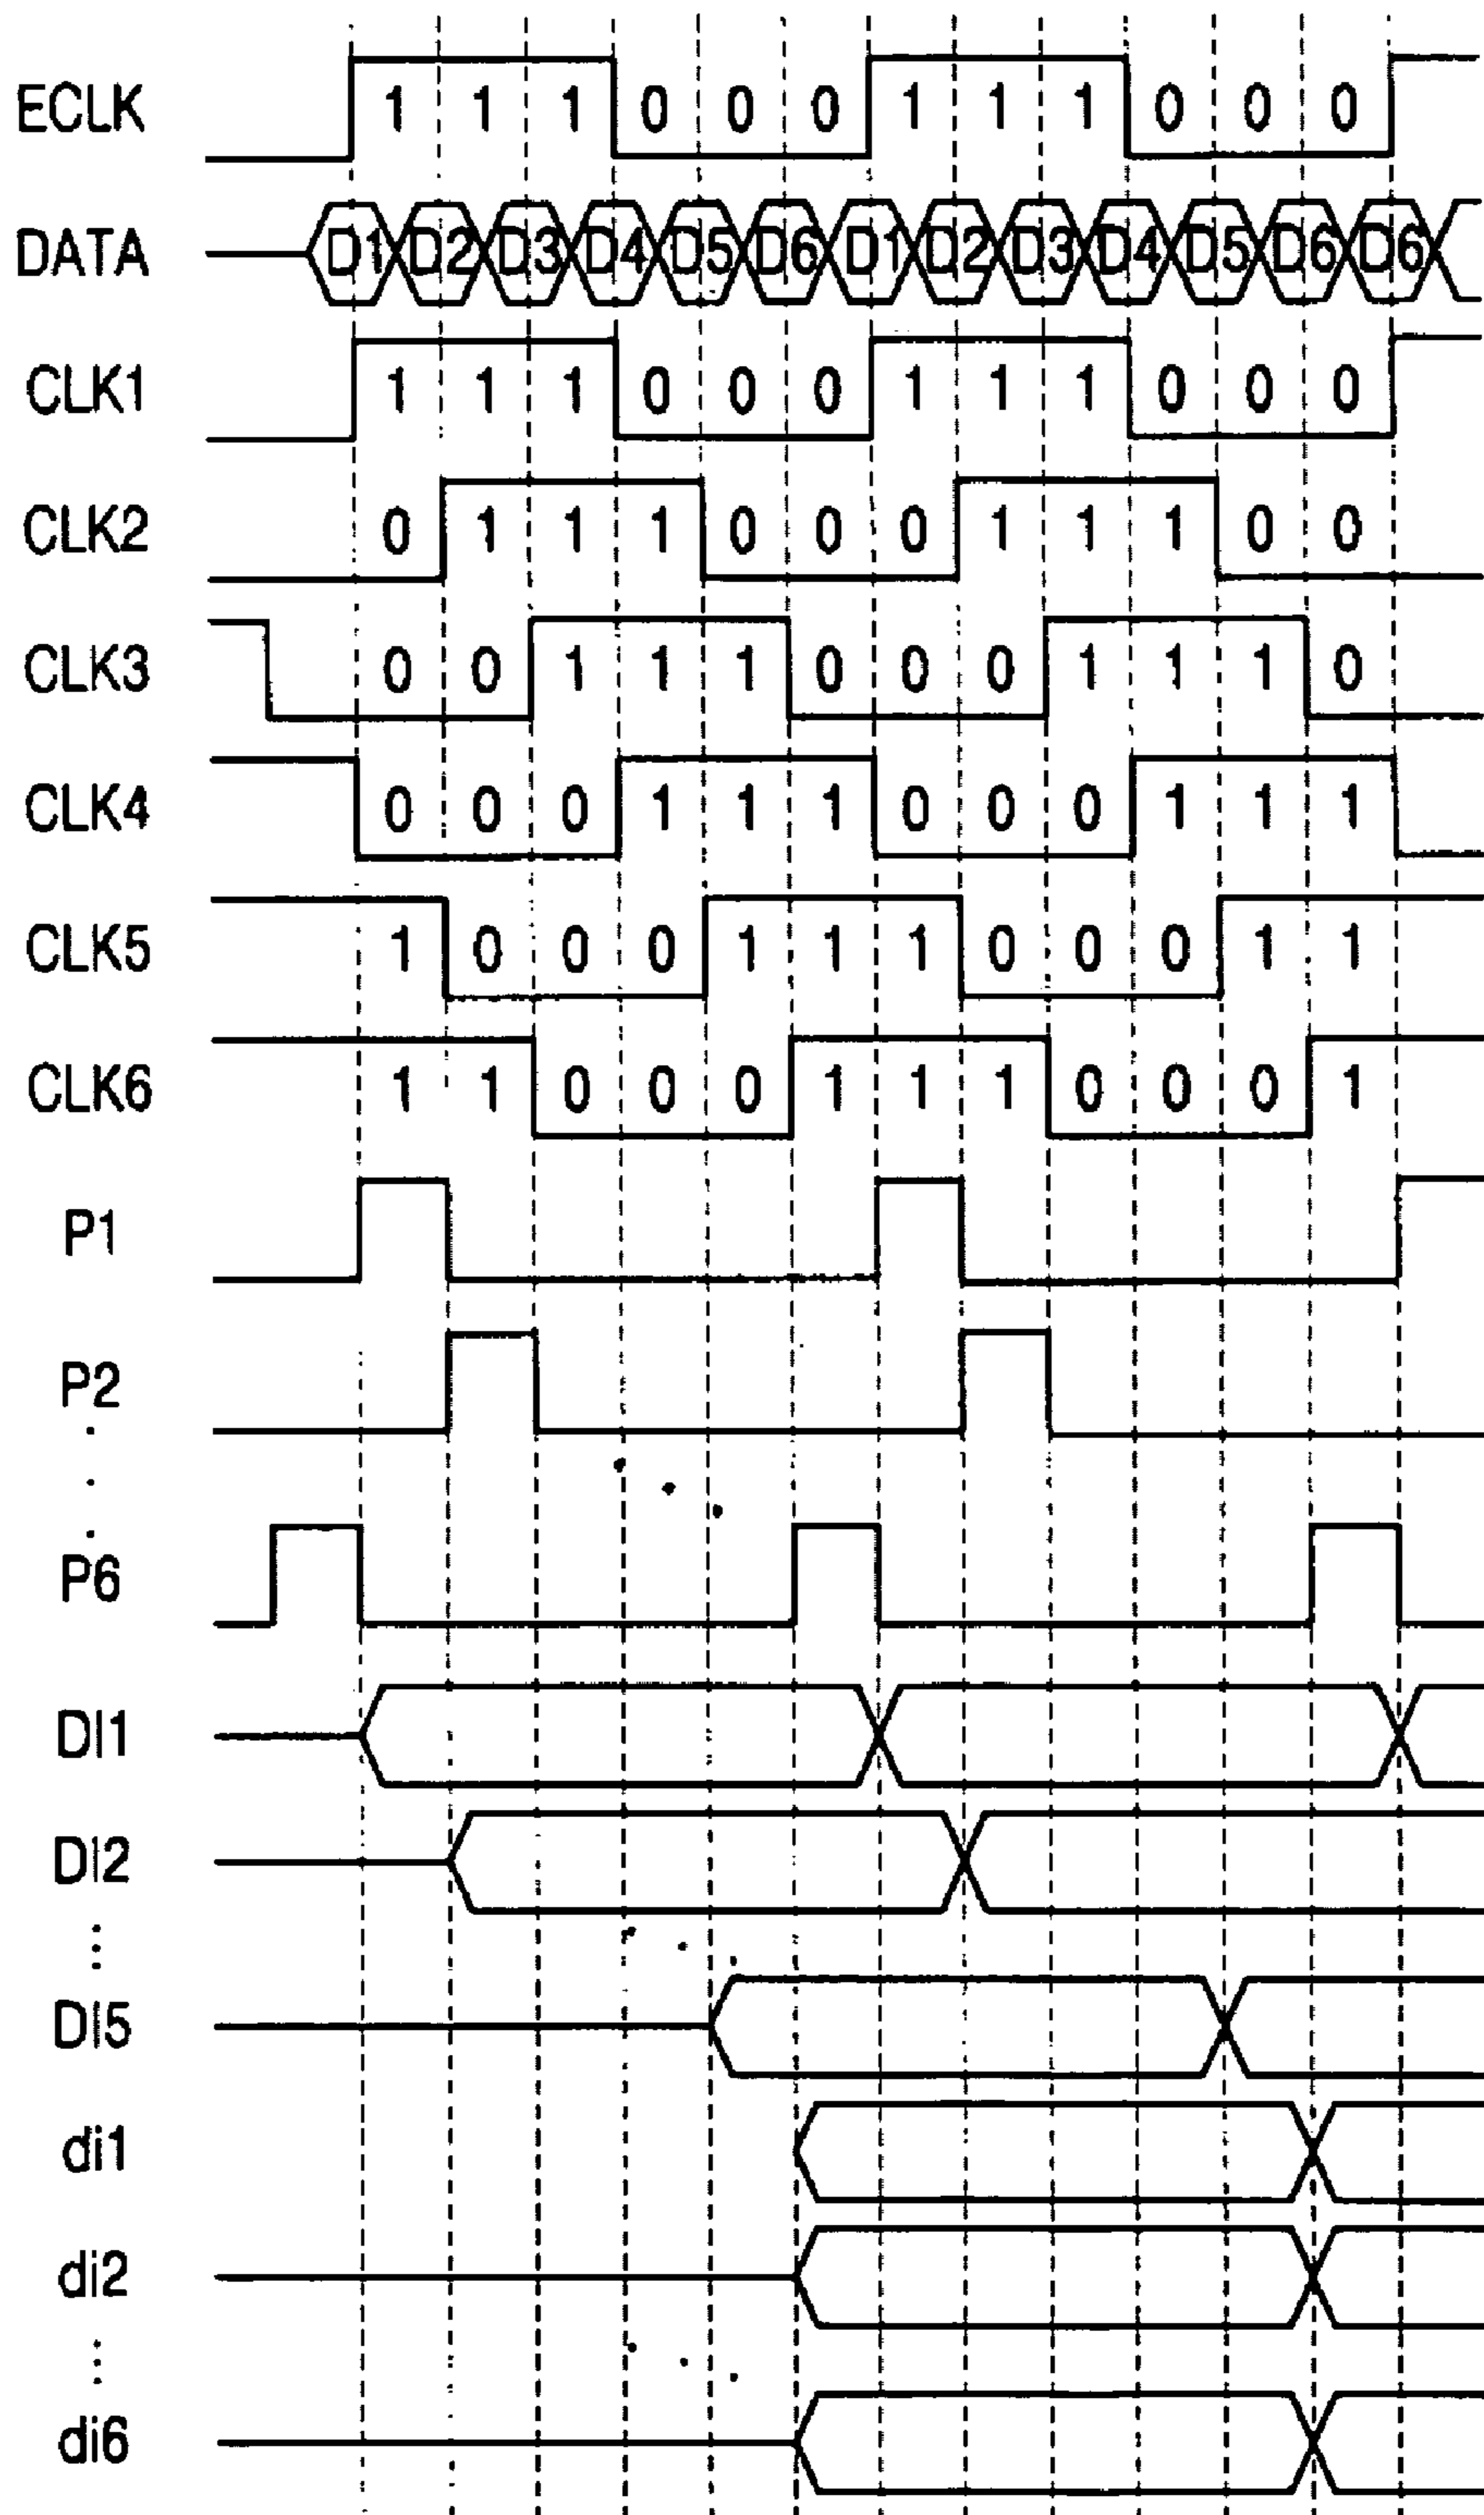 ECLK 1 1 1 0 0 0 1 1 1 0 0 0
DATA D1 D2 D3 D4 D5 D6 D1 D2 D3 D4 D5 D6 D6
CLK1 1 1 1 0 0 0 1 1 1 0 0 0
CLK2 0 1 1 1 0 0 0 1 1 1 0 0
CLK3 0 0 1 1 1 0 0 0 1 1 1 0
CLK4 0 0 0 1 1 1 0 0 0 1 1 1
CLK5 1 0 0 0 1 1 1 0 0 0 1 1
CLK6 1 1 0 0 0 1 1 1 0 0 0 1
P1
P2
P6
DI1
DI2
DI5
di1
di2
di6